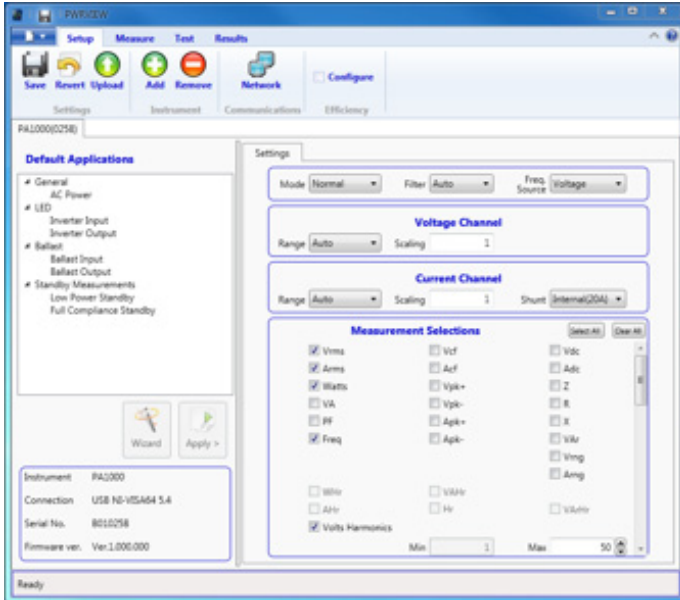 PWRVIEW
Setup Measure Test Results
Save Revert Upload Add Remove Network Configure
Settings Instrument Communications Efficiency
PA1000(0258)
Default Applications
General
AC Power
LED
Inverter Input
Inverter Output
Ballast
Ballast Input
Ballast Output
Standby Measurements
Low Power Standby
Full Compliance Standby
Wizard Apply >
Instrument PA1000
Connection USB NI-VISA64 5.4
Serial No. B010258
Firmware ver. Ver.1.000.000
Settings
Mode Normal Filter Auto Freq. Source Voltage
Voltage Channel
Range Auto Scaling 1
Current Channel
Range Auto Scaling 1 Shunt Internal(20A)
Measurement Selections Select All Clear All
Vrms Vcf Vdc
Arms Acf Adc
Watts Vpk+ Z
VA Vpk- R
PF Apk+ X
Freq Apk- VAr
Vrng
Arng
WHr VAHr
AHr Hr VArHr
Volts Harmonics
Min 1 Max 50
Ready